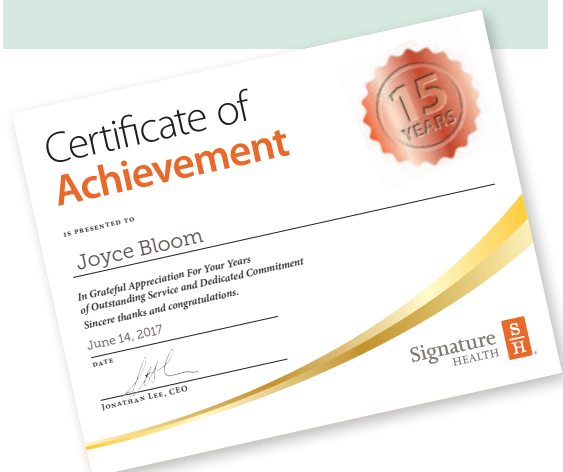 Certificate of
Achievement
15
YEARS
IS PRESENTED TO
Joyce Bloom
In Grateful Appreciation For Your Years
of Outstanding Service and Dedicated Commitment
Sincere thanks and congratulations.
June 14, 2017
DATE
JONATHAN LEE, CEO
Signature
HEALTH
S
H
®